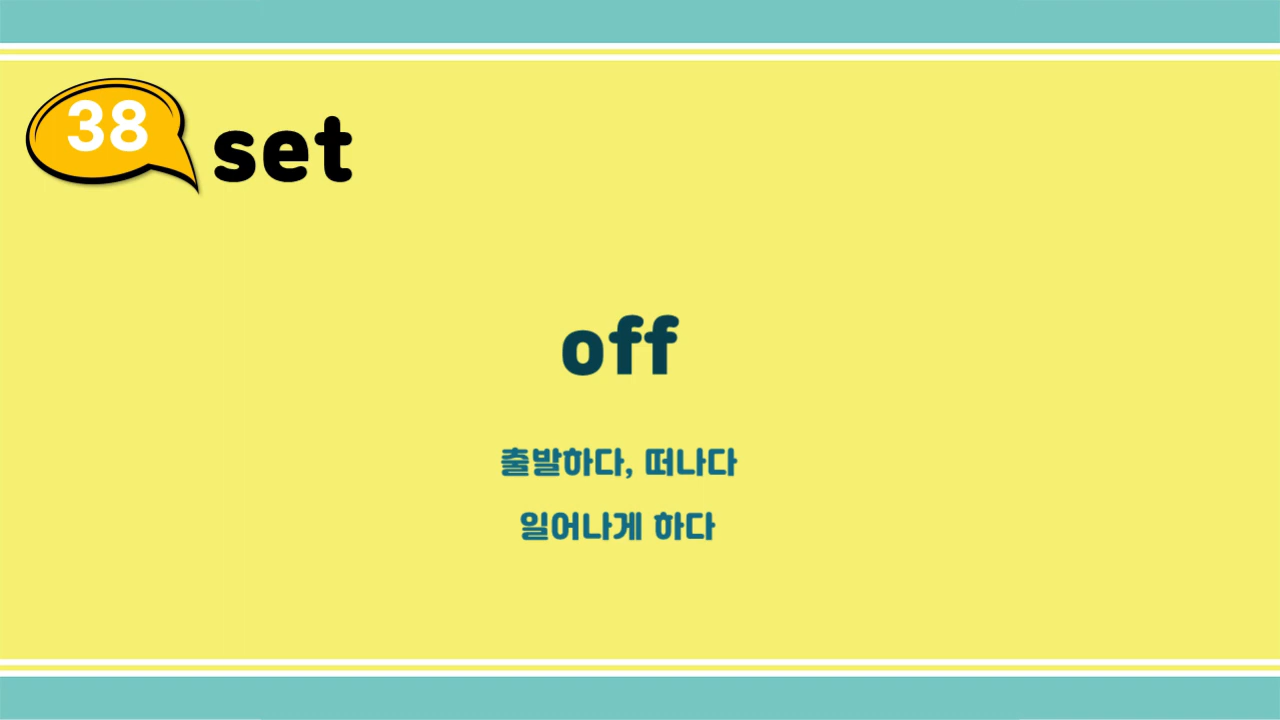 38 set
off
출발하다, 떠나다
일어나게 하다